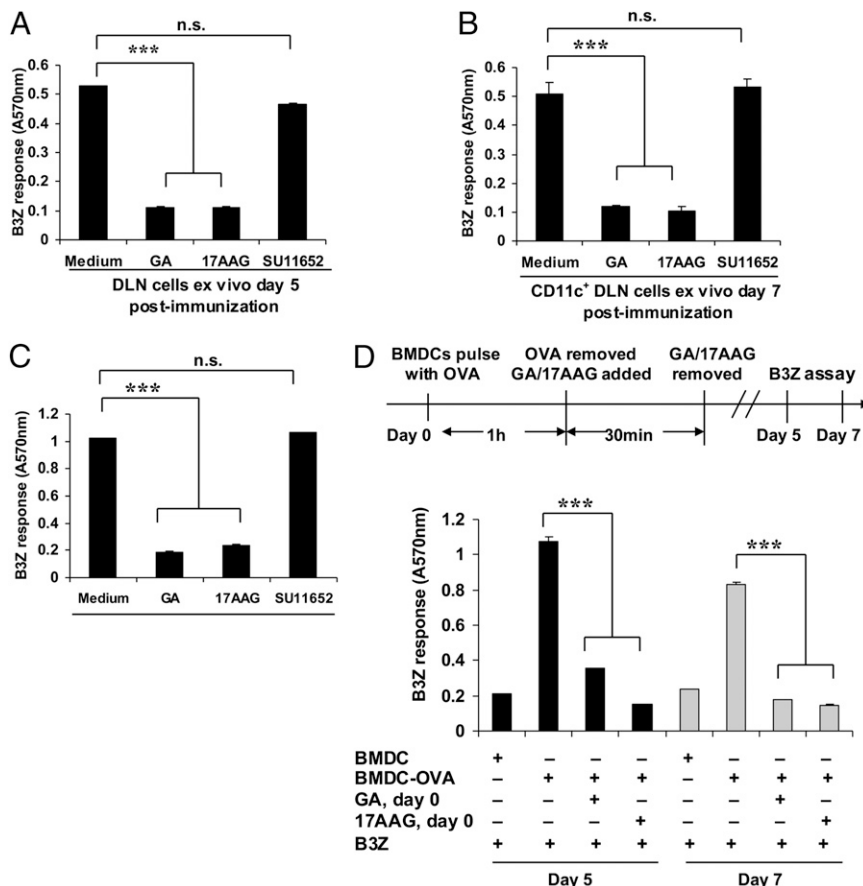 A
n.s.
***
0.6
0.5
0.4
0.3
0.2
0.1
0
B3Z response (A570nm)
Medium GA 17AAG SU11652
DLN cells ex vivo day 5
post-immunization
B
n.s.
***
0.6
0.5
0.4
0.3
0.2
0.1
0
B3Z response (A570nm)
Medium GA 17AAG SU11652
CD11c+ DLN cells ex vivo day 7
post-immunization
C
n.s.
***
1.2
1
0.8
0.6
0.4
0.2
0
B3Z response (A570nm)
Medium GA 17AAG SU11652
D
BMDCs pulse
with OVA
OVA removed
GA/17AAG added
GA/17AAG
removed
B3Z assay
Day 0 1h 30min Day 5 Day 7
*** ***
1.2
1
0.8
0.6
0.4
0.2
0
B3Z response (A570nm)
BMDC + – – – + – – –
BMDC-OVA – + + + – + + +
GA, day 0 – – + – – – + –
17AAG, day 0 – – – + – – – +
B3Z + + + + + + + +
Day 5 Day 7